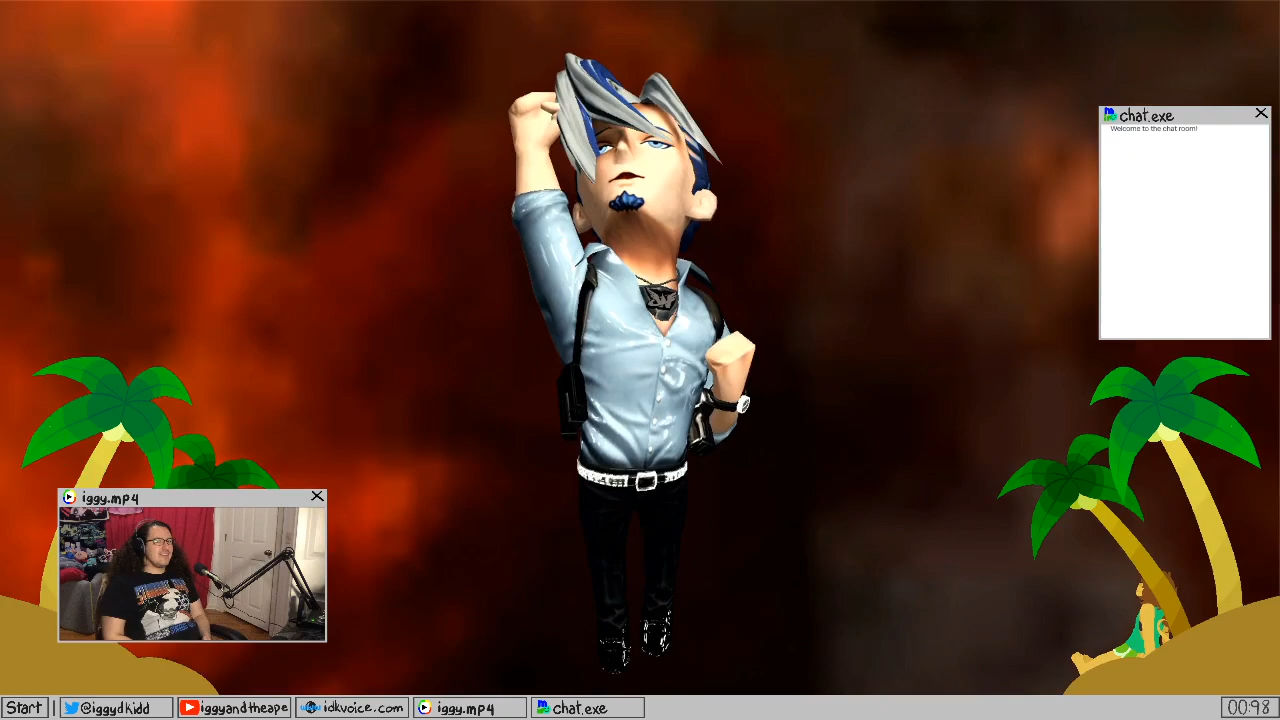 chat.exe
Welcome to the chat room!
iggy.mp4
Start
@iggydkidd
iggyandtheape
idkvoice.com
iggy.mp4
chat.exe
00:98